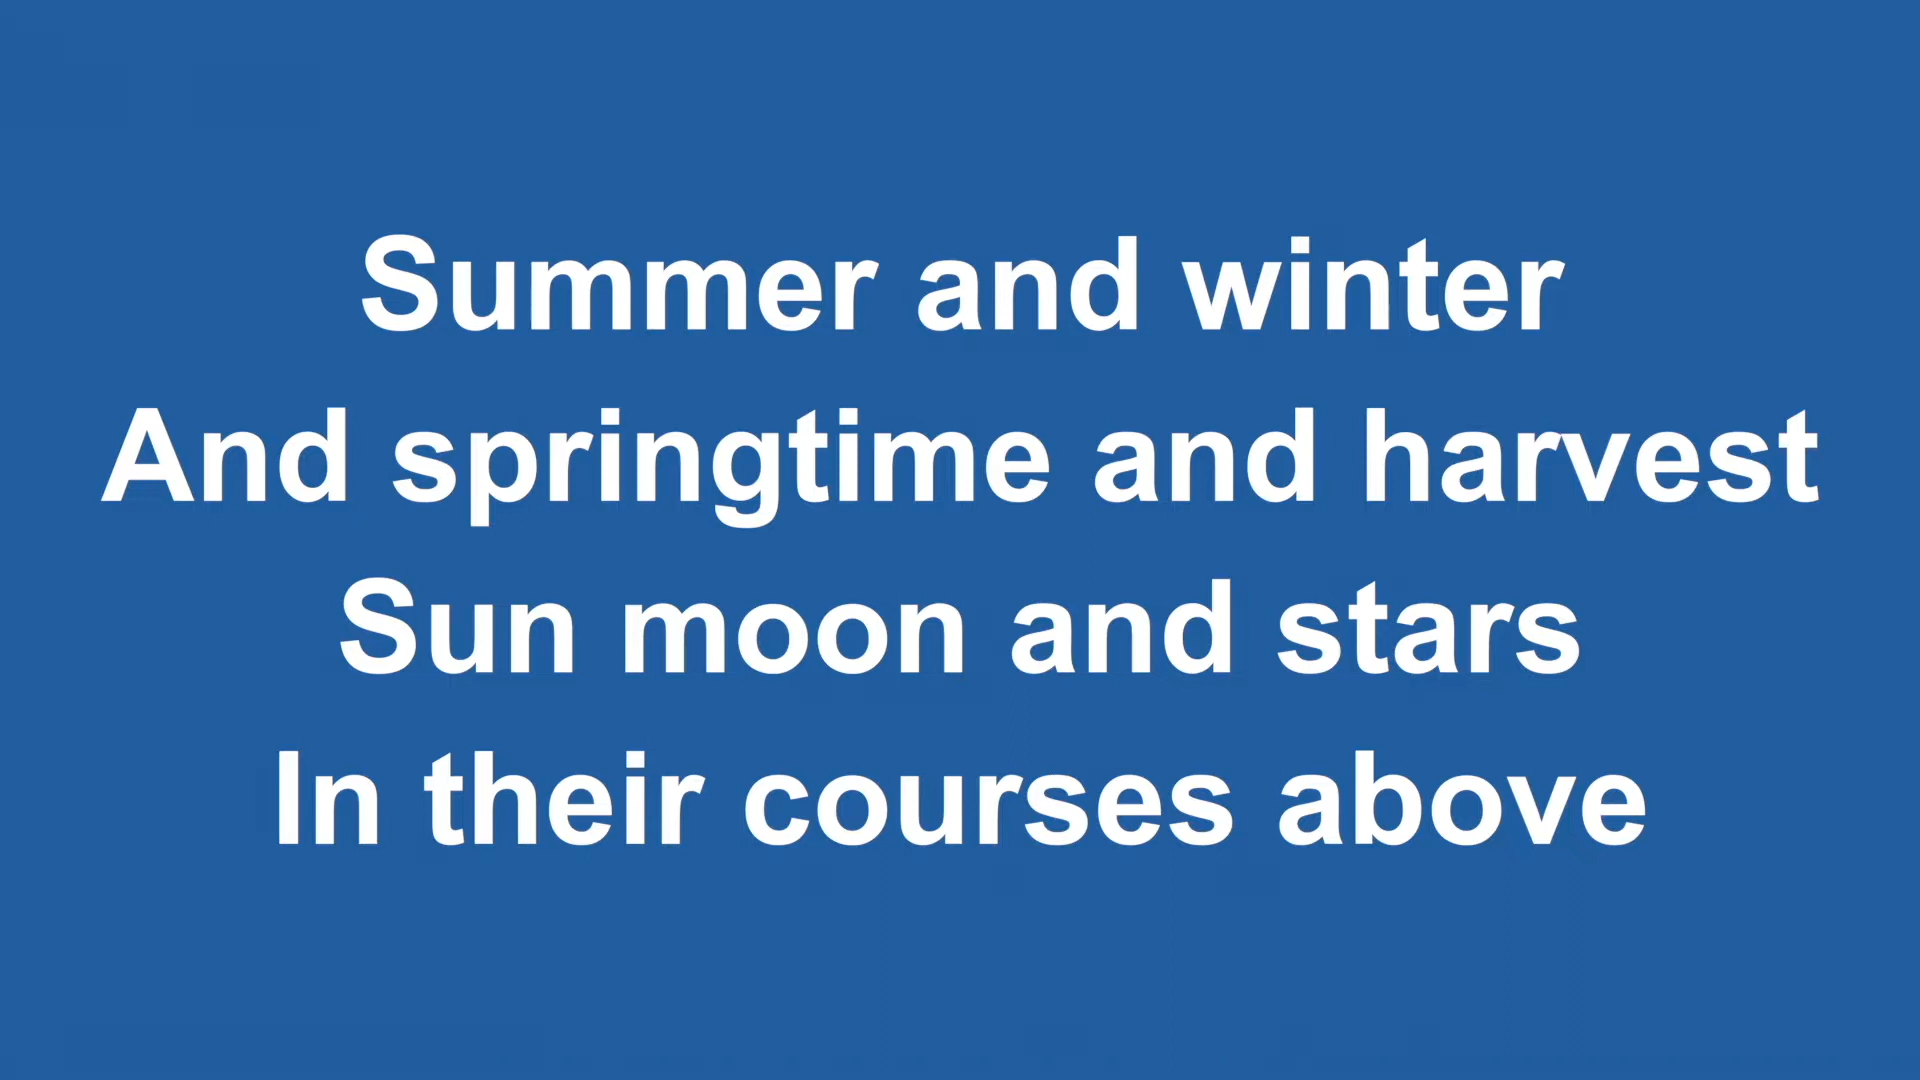 Summer and winter
And springtime and harvest
Sun moon and stars
In their courses above